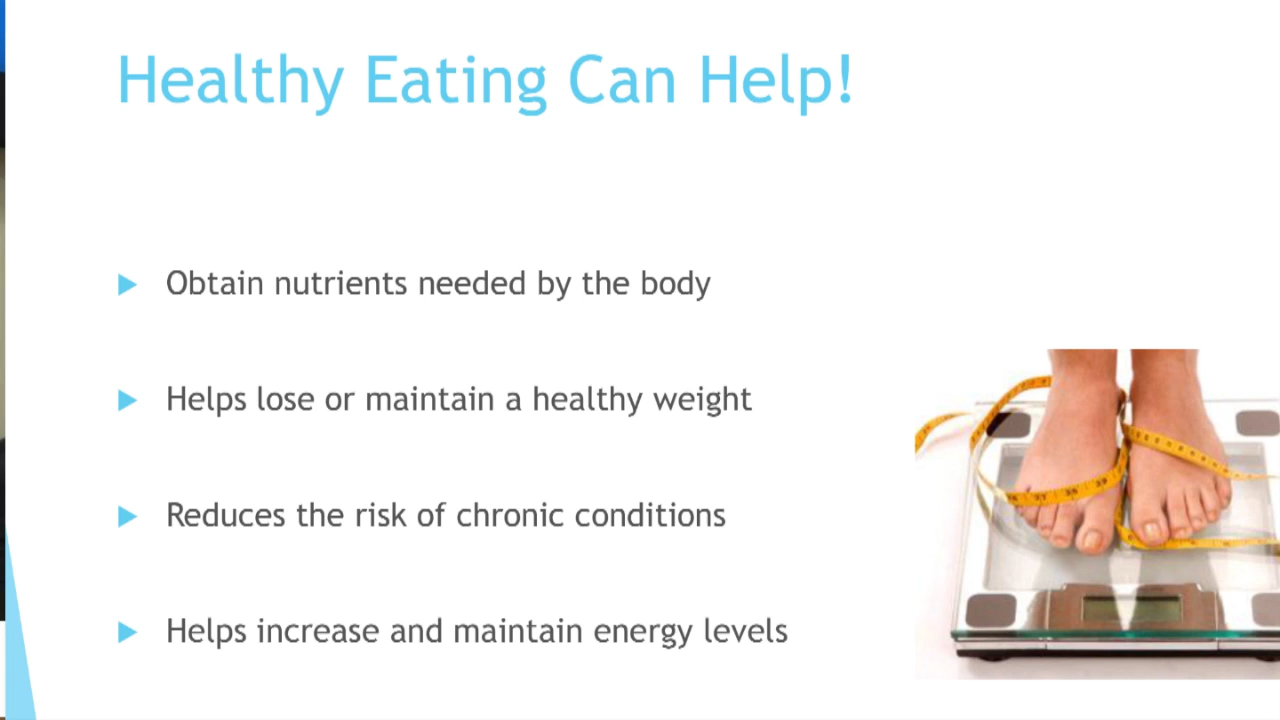 Healthy Eating Can Help!
Obtain nutrients needed by the body
Helps lose or maintain a healthy weight
Reduces the risk of chronic conditions
Helps increase and maintain energy levels